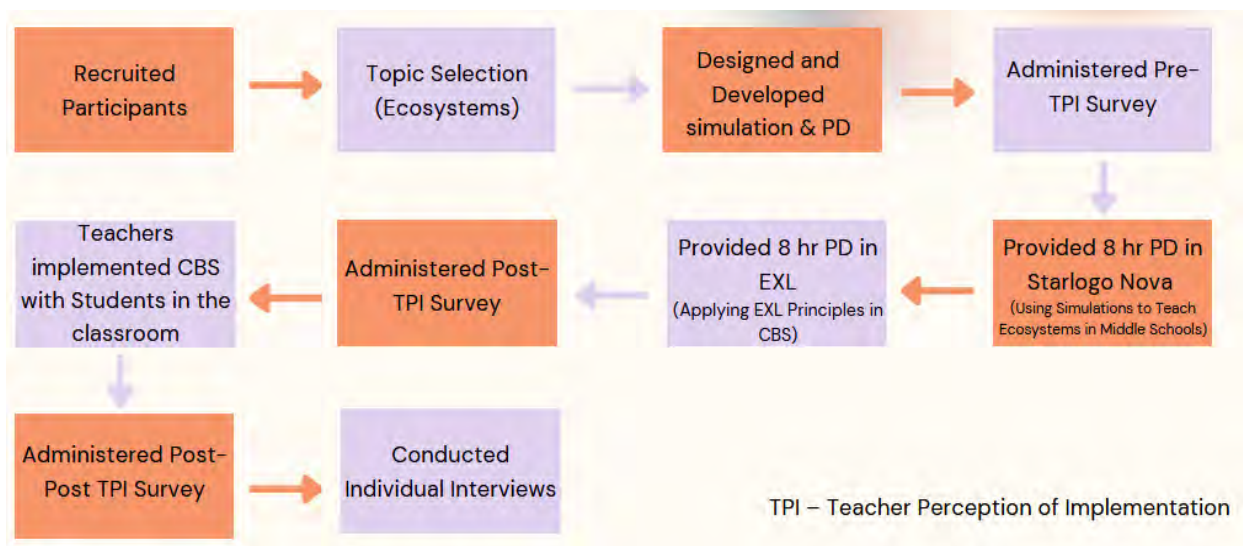 Recruited
Participants
Topic Selection
(Ecosystems)
Designed and
Developed
simulation & PD
Administered Pre-
TPI Survey
Provided 8 hr PD in
Starlogo Nova
(Using Simulations to Teach
Ecosystems in Middle Schools)
Provided 8 hr PD in
EXL
(Applying EXL Principles in
CBS)
Administered Post-
TPI Survey
Teachers
implemented CBS
with Students in the
classroom
Administered Post-
Post TPI Survey
Conducted
Individual Interviews
TPI – Teacher Perception of Implementation